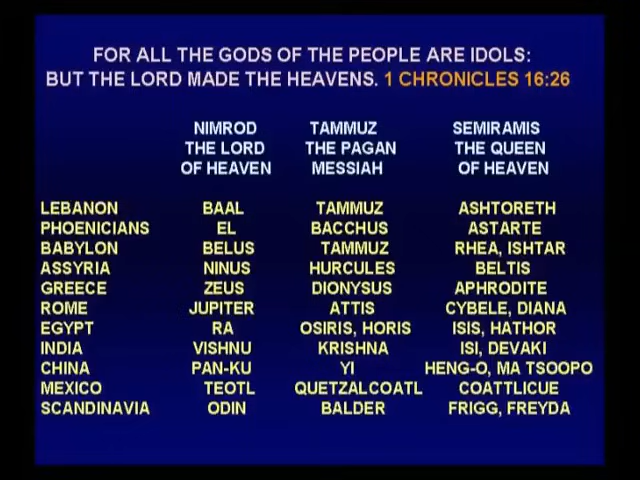 FOR ALL THE GODS OF THE PEOPLE ARE IDOLS:
BUT THE LORD MADE THE HEAVENS. 1 CHRONICLES 16:26
NIMROD TAMMUZ SEMIRAMIS
THE LORD THE PAGAN THE QUEEN
OF HEAVEN MESSIAH OF HEAVEN
LEBANON BAAL TAMMUZ ASHTORETH
PHOENICIANS EL BACCHUS ASTARTE
BABYLON BELUS TAMMUZ RHEA, ISHTAR
ASSYRIA NINUS HURCULES BELTIS
GREECE ZEUS DIONYSUS APHRODITE
ROME JUPITER ATTIS CYBELE, DIANA
EGYPT RA OSIRIS, HORIS ISIS, HATHOR
INDIA VISHNU KRISHNA ISI, DEVAKI
CHINA PAN-KU YI HENG-O, MA TSOOPO
MEXICO TEOTL QUETZALCOATL COATTLICUE
SCANDINAVIA ODIN BALDER FRIGG, FREYDA